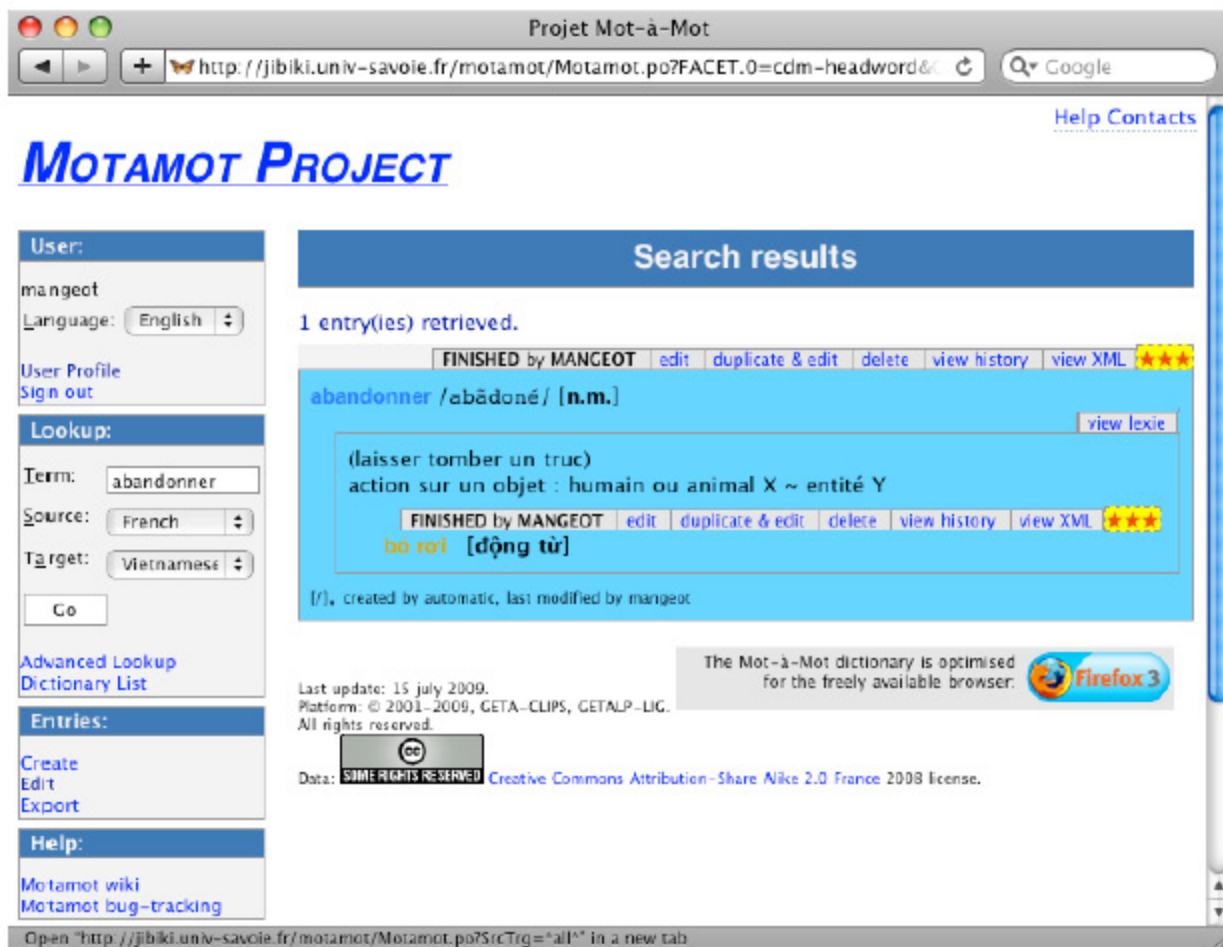 Projet Mot-à-Mot
http://jibiki.univ-savoie.fr/motamot/Motamot.po?FACET.0=cdm-headword&
Google
Help Contacts
MOTAMOT PROJECT
User:
mangeot
Language: English
User Profile
Sign out
Lookup:
Term: abandonner
Source: French
Target: Vietnamese
Go
Advanced Lookup
Dictionary List
Entries:
Create
Edit
Export
Help:
Motamot wiki
Motamot bug-tracking
Search results
1 entry(ies) retrieved.
FINISHED by MANGEOT edit duplicate & edit delete view history view XML ★★★
abandonner /abãdoné/ [n.m.]
view lexie
(laisser tomber un truc)
action sur un objet : humain ou animal X ~ entité Y
FINISHED by MANGEOT edit duplicate & edit delete view history view XML ★★★
bỏ rơi [động từ]
[/], created by automatic, last modified by mangeot
The Mot-à-Mot dictionary is optimised
for the freely available browser:
Firefox 3
Last update: 15 july 2009.
Platform: © 2001-2009, GETA-CLIPS, GETALP-LIG.
All rights reserved.
cc
Data: SOME RIGHTS RESERVED Creative Commons Attribution-Share Alike 2.0 France 2008 license.
Open "http://jibiki.univ-savoie.fr/motamot/Motamot.po?SrcTrg=*all*" in a new tab